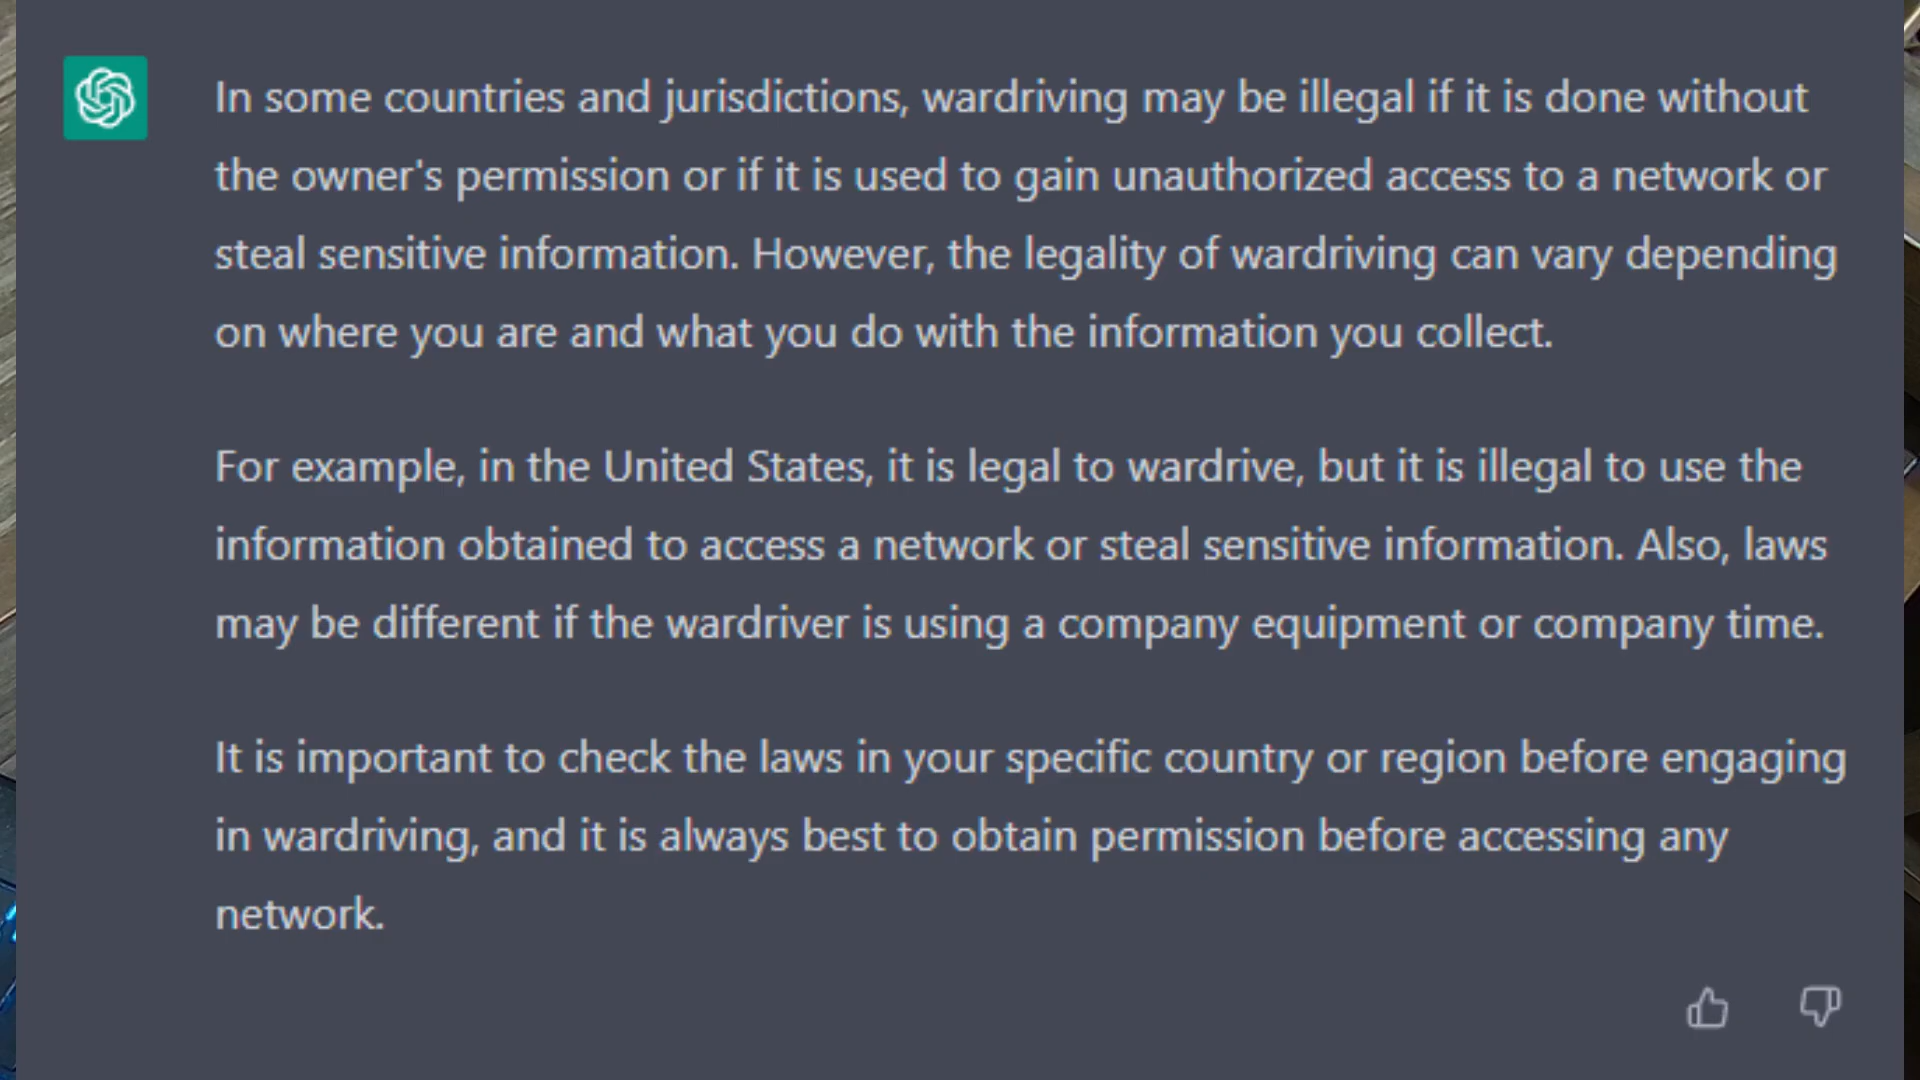 In some countries and jurisdictions, wardriving may be illegal if it is done without
the owner's permission or if it is used to gain unauthorized access to a network or
steal sensitive information. However, the legality of wardriving can vary depending
on where you are and what you do with the information you collect.
For example, in the United States, it is legal to wardrive, but it is illegal to use the
information obtained to access a network or steal sensitive information. Also, laws
may be different if the wardriver is using a company equipment or company time.
It is important to check the laws in your specific country or region before engaging
in wardriving, and it is always best to obtain permission before accessing any
network.